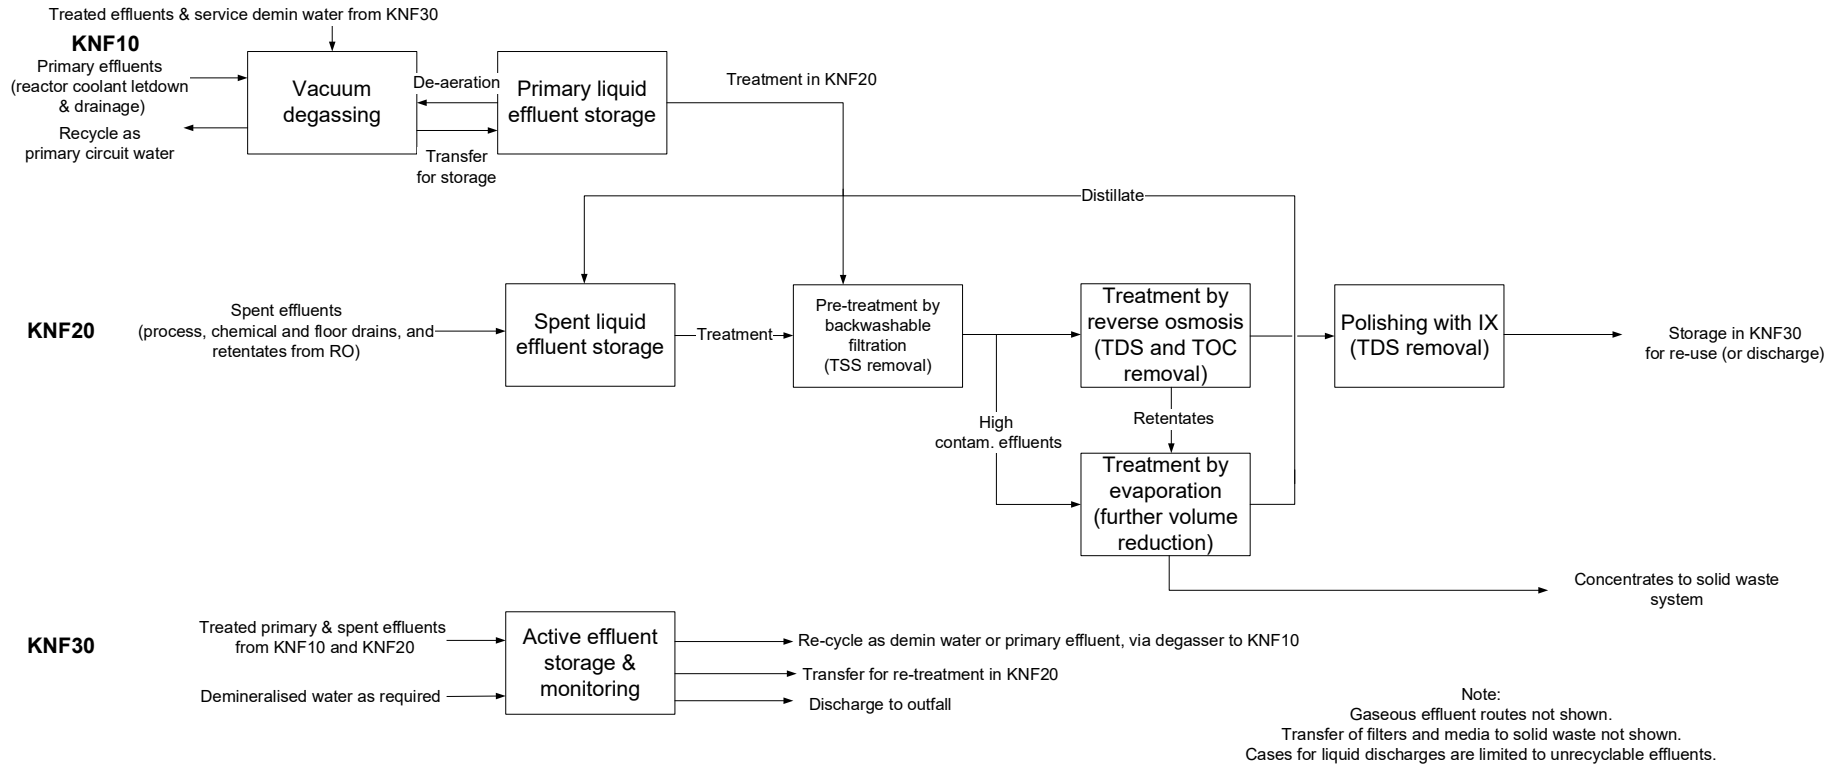 Treated effluents & service demin water from KNF30
KNF10
Primary effluents
(reactor coolant letdown
& drainage)
Recycle as
primary circuit water
Vacuum
degassing
De-aeration
Transfer
for storage
Primary liquid
effluent storage
Treatment in KNF20
Distillate
KNF20
Spent effluents
(process, chemical and floor drains, and
retentates from RO)
Spent liquid
effluent storage
Treatment
Pre-treatment by
backwashable
filtration
(TSS removal)
High
contam. effluents
Treatment by
reverse osmosis
(TDS and TOC
removal)
Retentates
Treatment by
evaporation
(further volume
reduction)
Polishing with IX
(TDS removal)
Storage in KNF30
for re-use (or discharge)
Concentrates to solid waste
system
KNF30
Treated primary & spent effluents
from KNF10 and KNF20
Demineralised water as required
Active effluent
storage &
monitoring
Re-cycle as demin water or primary effluent, via degasser to KNF10
Transfer for re-treatment in KNF20
Discharge to outfall
Note:
Gaseous effluent routes not shown.
Transfer of filters and media to solid waste not shown.
Cases for liquid discharges are limited to unrecyclable effluents.